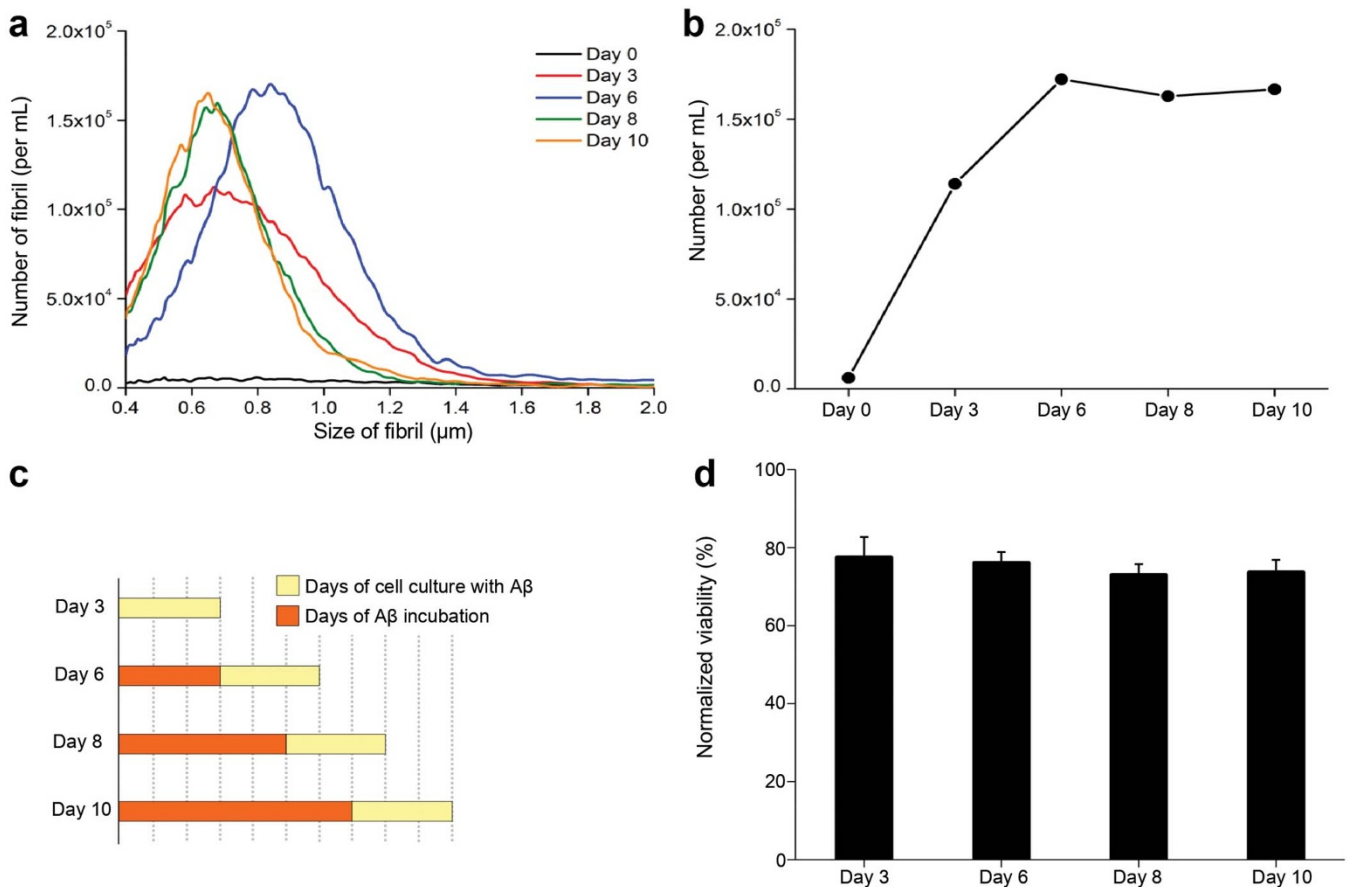 a
Number of fibril (per mL)
2.0x10⁵
1.5x10⁵
1.0x10⁵
5.0x10⁴
0.0
0.4
0.6
0.8
1.0
1.2
1.4
1.6
1.8
2.0
Size of fibril (μm)
Day 0
Day 3
Day 6
Day 8
Day 10
b
Number (per mL)
2.0x10⁵
1.5x10⁵
1.0x10⁵
5.0x10⁴
0.0
Day 0
Day 3
Day 6
Day 8
Day 10
c
Days of cell culture with Aβ
Days of Aβ incubation
Day 3
Day 6
Day 8
Day 10
d
Normalized viability (%)
100
80
60
40
20
0
Day 3
Day 6
Day 8
Day 10